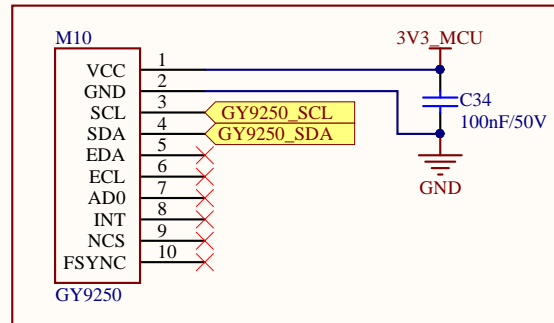 M10
3V3_MCU
VCC 1
GND 2
SCL 3 GY9250_SCL
SDA 4 GY9250_SDA
EDA 5
ECL 6
AD0 7
INT 8
NCS 9
FSYNC 10
GY9250
C34
100nF/50V
GND